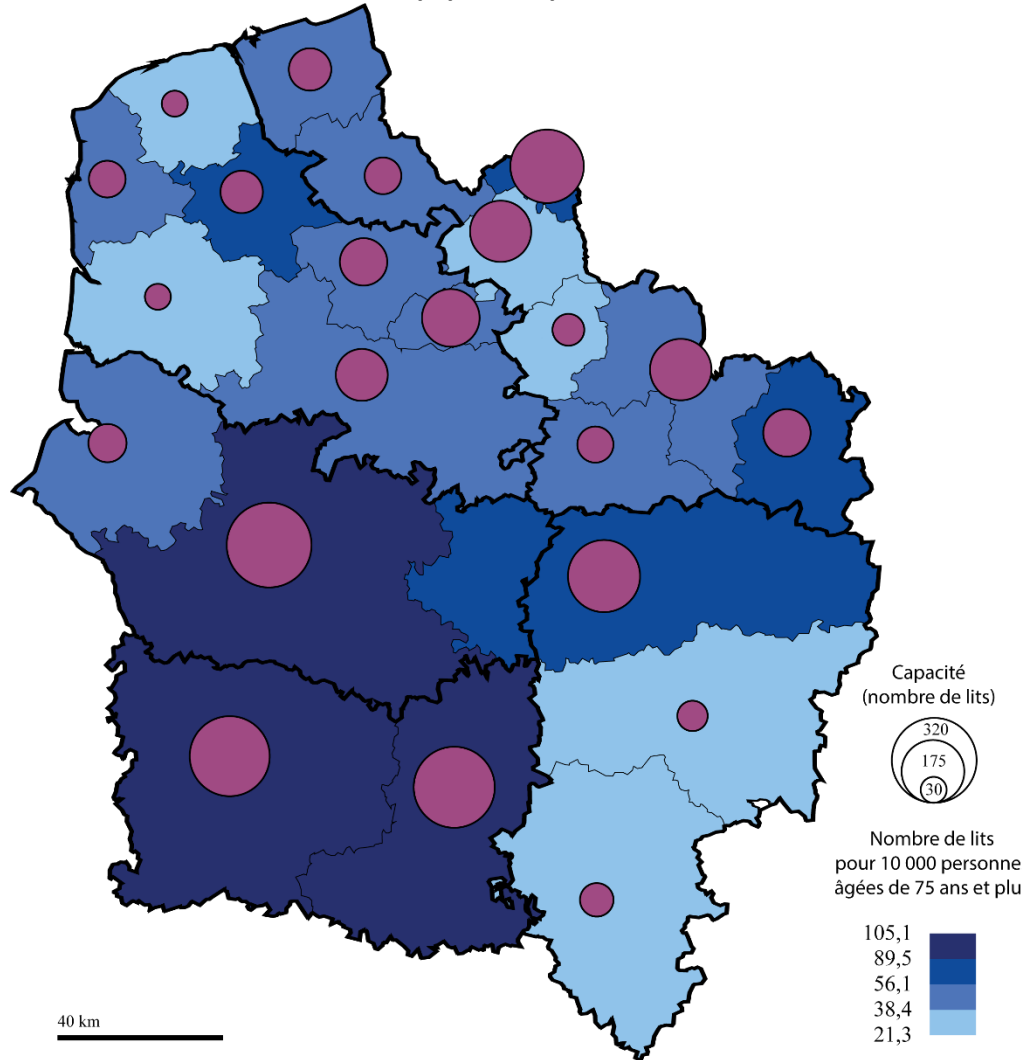 Capacité
(nombre de lits)
320
175
30
Nombre de lits
pour 10 000 personne
âgées de 75 ans et plu
105,1
89,5
56,1
38,4
21,3
40 km